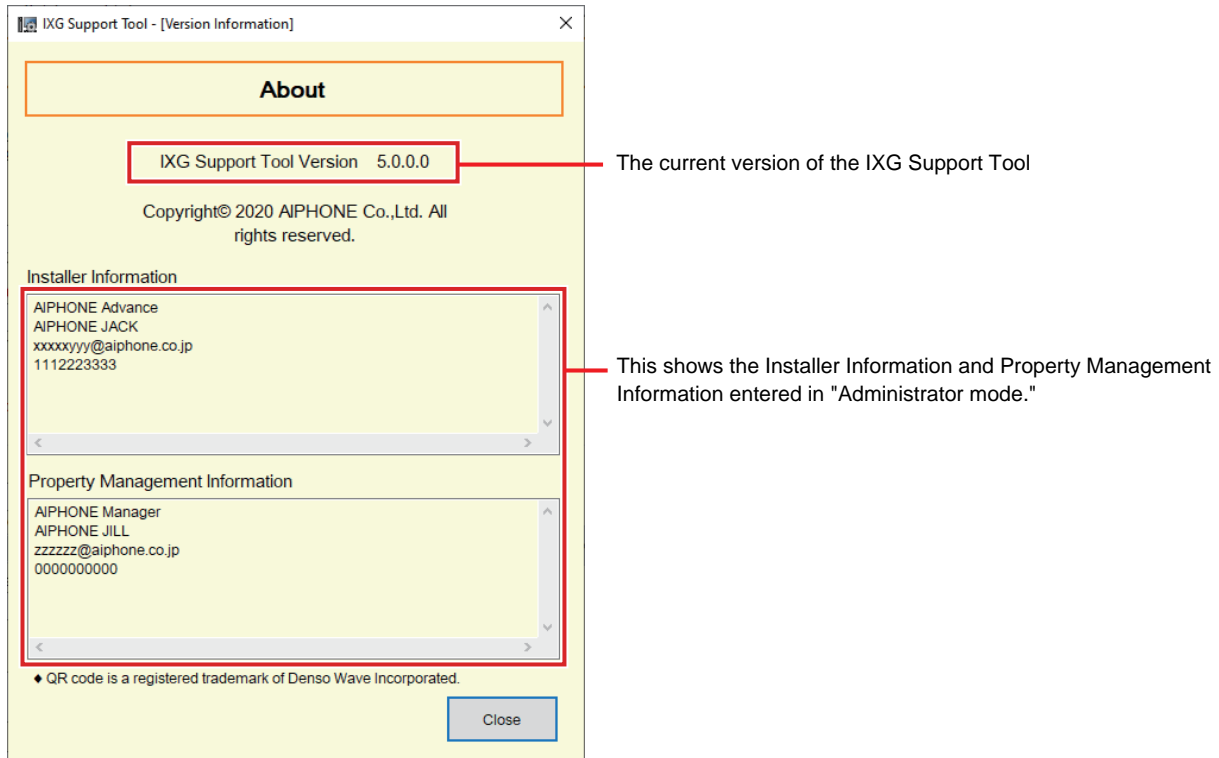 IXG Support Tool - [Version Information]
About
IXG Support Tool Version 5.0.0.0
The current version of the IXG Support Tool
Copyright© 2020 AIPHONE Co.,Ltd. All
rights reserved.
Installer Information
AIPHONE Advance
AIPHONE JACK
xxxxxyyy@aiphone.co.jp
1112223333
This shows the Installer Information and Property Management
Information entered in "Administrator mode."
Property Management Information
AIPHONE Manager
AIPHONE JILL
zzzzzz@aiphone.co.jp
0000000000
♦ QR code is a registered trademark of Denso Wave Incorporated.
Close